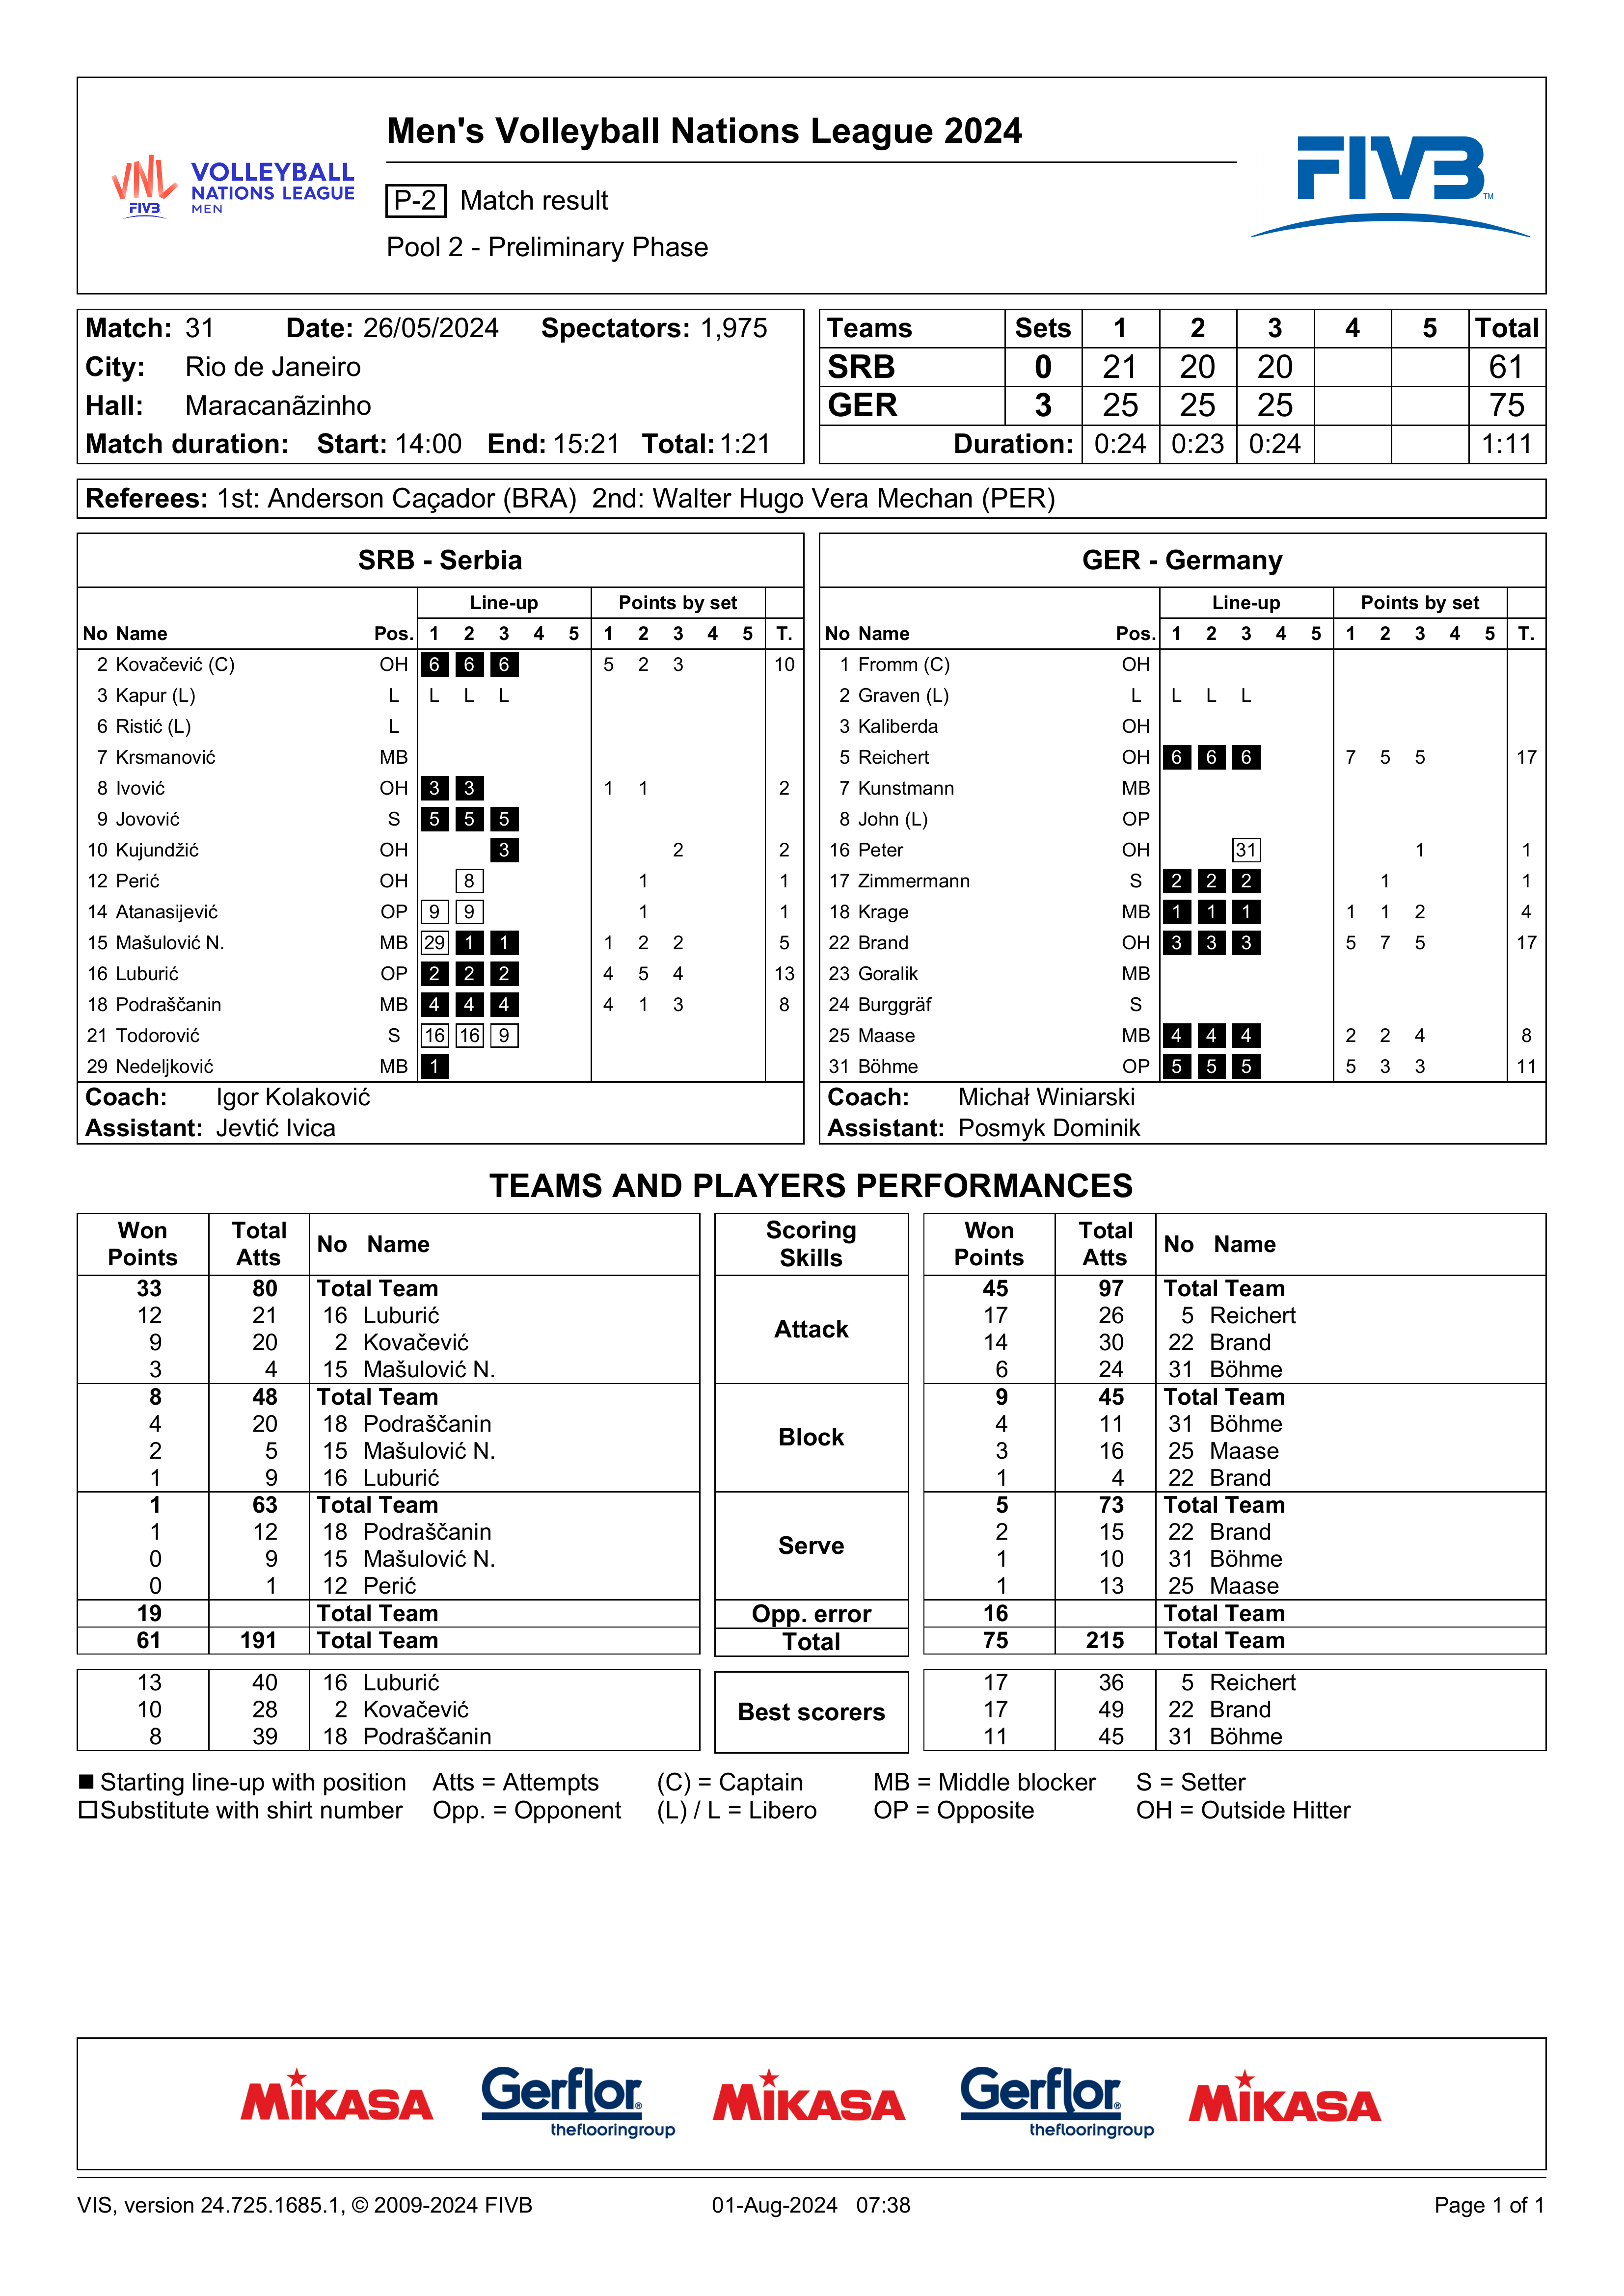 Men's Volleyball Nations League 2024
VNL FIVB VOLLEYBALL NATIONS LEAGUE MEN
P-2 Match result
Pool 2 - Preliminary Phase
FIVB TM
Match: 31 Date: 26/05/2024 Spectators: 1,975
City: Rio de Janeiro
Hall: Maracanãzinho
Match duration: Start: 14:00 End: 15:21 Total: 1:21
Teams Sets 1 2 3 4 5 Total
SRB 0 21 20 20 61
GER 3 25 25 25 75
Duration: 0:24 0:23 0:24 1:11
Referees: 1st: Anderson Caçador (BRA) 2nd: Walter Hugo Vera Mechan (PER)
SRB - Serbia
Line-up Points by set
No Name Pos. 1 2 3 4 5 1 2 3 4 5 T.
2 Kovačević (C) OH 6 6 6 5 2 3 10
3 Kapur (L) L L L L
6 Ristić (L) L
7 Krsmanović MB
8 Ivović OH 3 3 1 1 2
9 Jovović S 5 5 5
10 Kujundžić OH 3 2 2
12 Perić OH 8 1 1
14 Atanasijević OP 9 9 1 1
15 Mašulović N. MB 29 1 1 1 2 2 5
16 Luburić OP 2 2 2 4 5 4 13
18 Podraščanin MB 4 4 4 4 1 3 8
21 Todorović S 16 16 9
29 Nedeljković MB 1
Coach: Igor Kolaković
Assistant: Jevtić Ivica
GER - Germany
Line-up Points by set
No Name Pos. 1 2 3 4 5 1 2 3 4 5 T.
1 Fromm (C) OH
2 Graven (L) L L L L
3 Kaliberda OH
5 Reichert OH 6 6 6 7 5 5 17
7 Kunstmann MB
8 John (L) OP
16 Peter OH 31 1 1
17 Zimmermann S 2 2 2 1 1
18 Krage MB 1 1 1 1 1 2 4
22 Brand OH 3 3 3 5 7 5 17
23 Goralik MB
24 Burggräf S
25 Maase MB 4 4 4 2 2 4 8
31 Böhme OP 5 5 5 5 3 3 11
Coach: Michał Winiarski
Assistant: Posmyk Dominik
TEAMS AND PLAYERS PERFORMANCES
Won Points Total Atts No Name Scoring Skills Won Points Total Atts No Name
33 80 Total Team Attack 45 97 Total Team
12 21 16 Luburić 17 26 5 Reichert
9 20 2 Kovačević 14 30 22 Brand
3 4 15 Mašulović N. 6 24 31 Böhme
8 48 Total Team Block 9 45 Total Team
4 20 18 Podraščanin 4 11 31 Böhme
2 5 15 Mašulović N. 3 16 25 Maase
1 9 16 Luburić 1 4 22 Brand
1 63 Total Team Serve 5 73 Total Team
1 12 18 Podraščanin 2 15 22 Brand
0 9 15 Mašulović N. 1 10 31 Böhme
0 1 12 Perić 1 13 25 Maase
19 Total Team Opp. error 16 Total Team
61 191 Total Team Total 75 215 Total Team
13 40 16 Luburić Best scorers 17 36 5 Reichert
10 28 2 Kovačević 17 49 22 Brand
8 39 18 Podraščanin 11 45 31 Böhme
Starting line-up with position Atts = Attempts (C) = Captain MB = Middle blocker S = Setter
Substitute with shirt number Opp. = Opponent (L) / L = Libero OP = Opposite OH = Outside Hitter
MIKASA Gerflor® theflooringgroup MIKASA Gerflor® theflooringgroup MIKASA
VIS, version 24.725.1685.1, © 2009-2024 FIVB 01-Aug-2024 07:38 Page 1 of 1